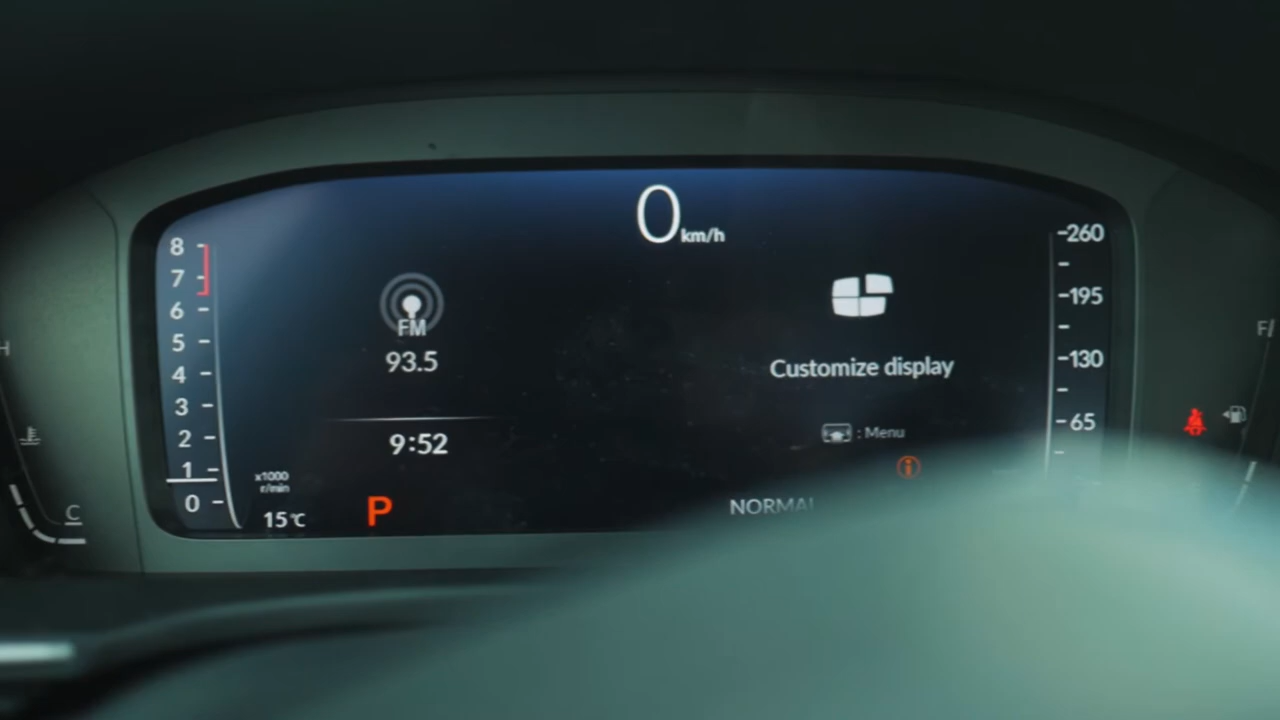 0 km/h
8
7
6
5
4
3
2
1
0
x1000
r/min
15°C
P
FM
93.5
9:52
Customize display
: Menu
NORMAL
260
195
130
65
H
C
F